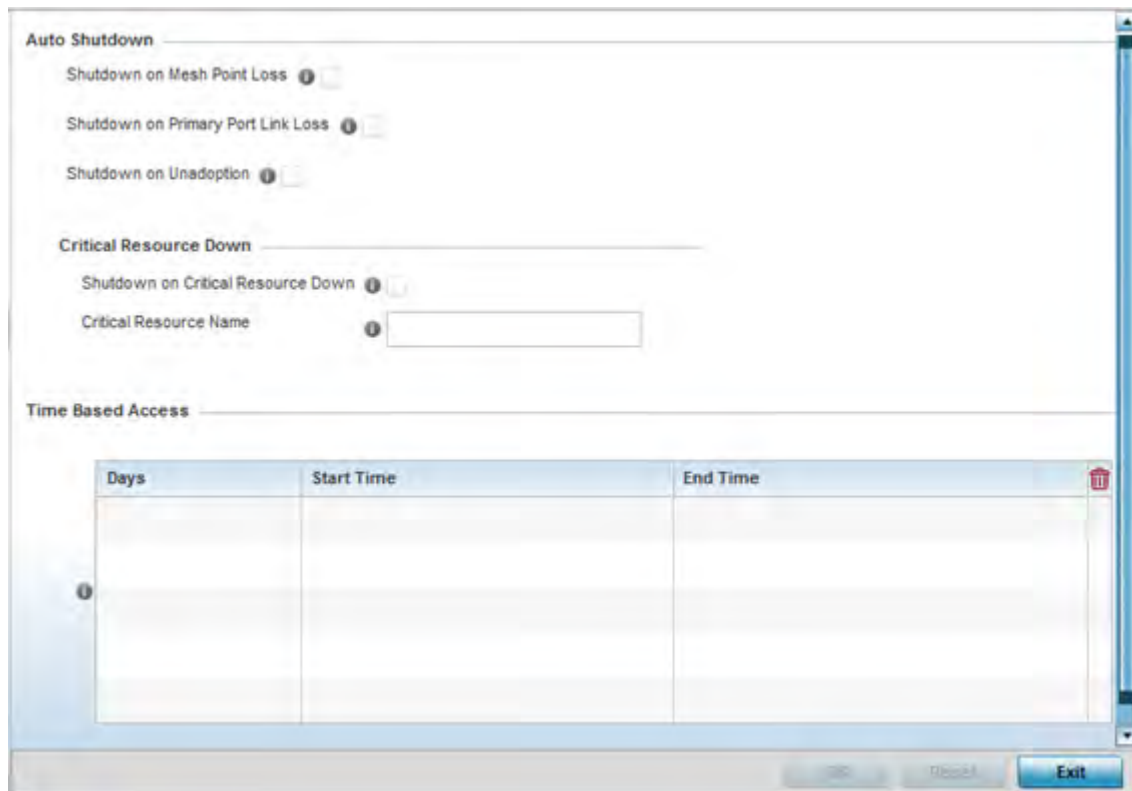 Auto Shutdown
Shutdown on Mesh Point Loss
Shutdown on Primary Port Link Loss
Shutdown on Unadoption
Critical Resource Down
Shutdown on Critical Resource Down
Critical Resource Name
Time Based Access
Days Start Time End Time
OK Reset Exit